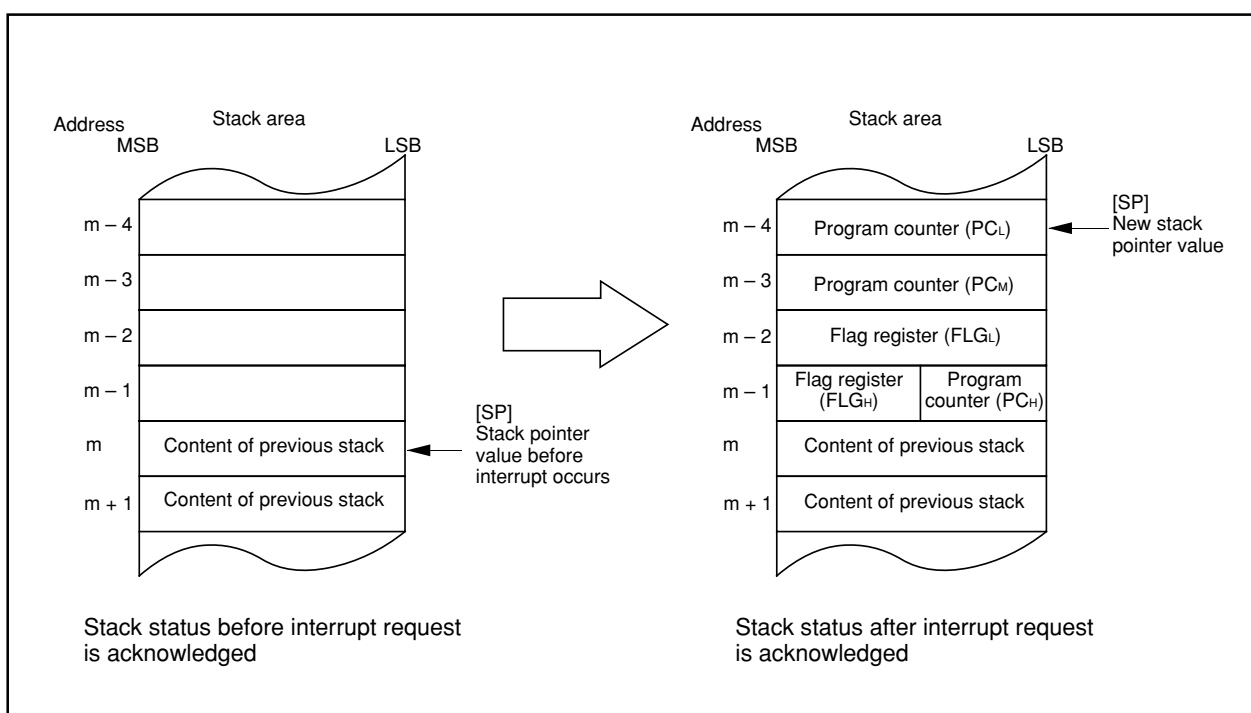 Address
MSB
Stack area
LSB
m – 4
m – 3
m – 2
m – 1
m
Content of previous stack
m + 1
Content of previous stack
[SP]
Stack pointer
value before
interrupt occurs
Stack status before interrupt request
is acknowledged
Address
MSB
Stack area
LSB
m – 4
Program counter (PCL)
[SP]
New stack
pointer value
m – 3
Program counter (PCM)
m – 2
Flag register (FLGL)
m – 1
Flag register
(FLGH)
Program
counter (PCH)
m
Content of previous stack
m + 1
Content of previous stack
Stack status after interrupt request
is acknowledged